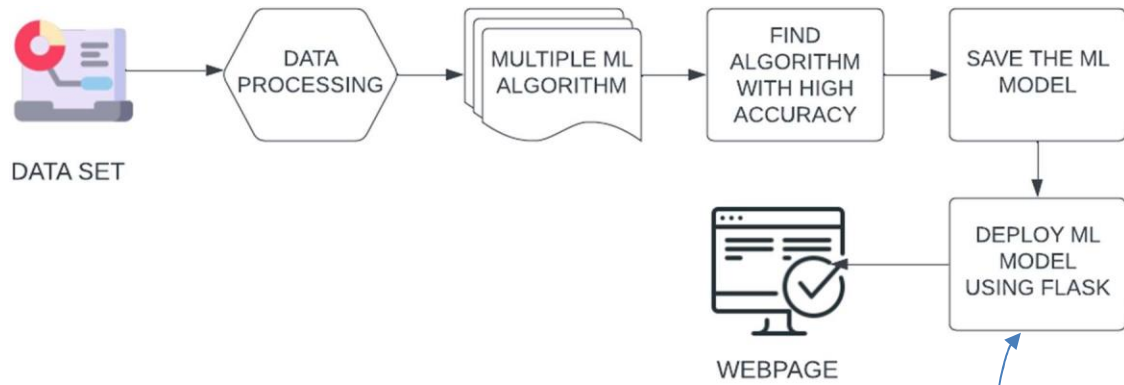 DATA SET
DATA
PROCESSING
MULTIPLE ML
ALGORITHM
FIND
ALGORITHM
WITH HIGH
ACCURACY
SAVE THE ML
MODEL
DEPLOY ML
MODEL
USING FLASK
WEBPAGE